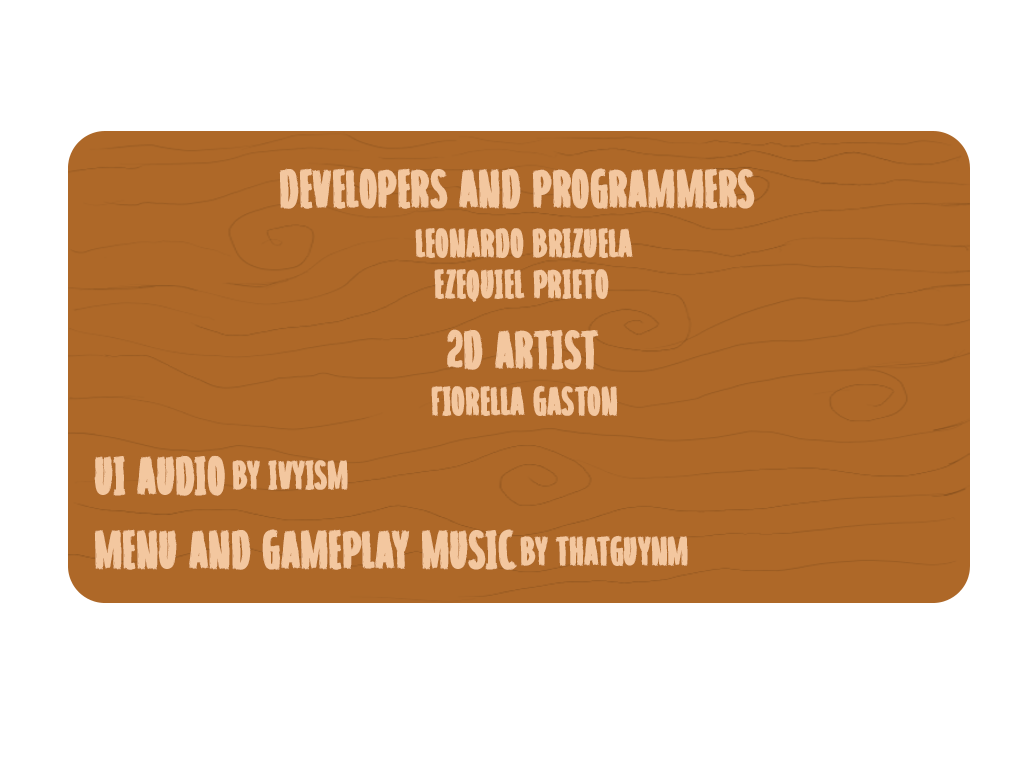 DEVELOPERS AND PROGRAMMERS
LEONARDO BRIZUELA
EZEQUIEL PRIETO
2D ARTIST
FIORELLA GASTON
UI AUDIO BY IVYISM
MENU AND GAMEPLAY MUSIC BY THATGUYNM